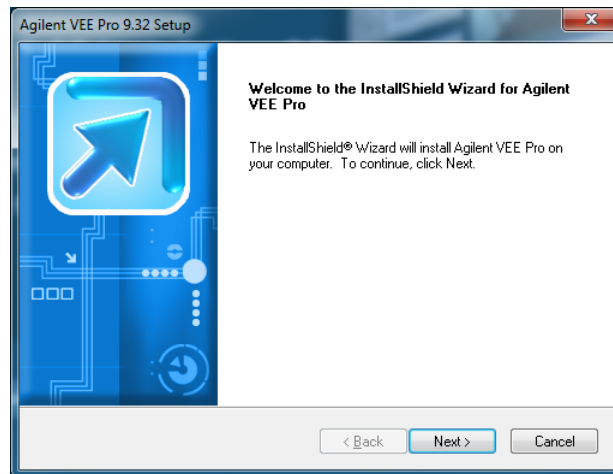 Agilent VEE Pro 9.32 Setup
Welcome to the InstallShield Wizard for Agilent
VEE Pro
The InstallShield® Wizard will install Agilent VEE Pro on
your computer. To continue, click Next.
< Back Next > Cancel